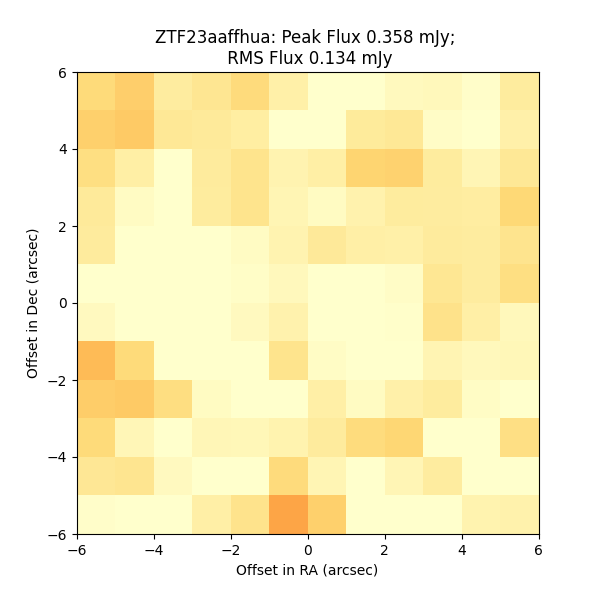 ZTF23aaffhua: Peak Flux 0.358 mJy;
RMS Flux 0.134 mJy
6
4
2
0
−2
−4
−6
Offset in Dec (arcsec)
−6 −4 −2 0 2 4 6
Offset in RA (arcsec)